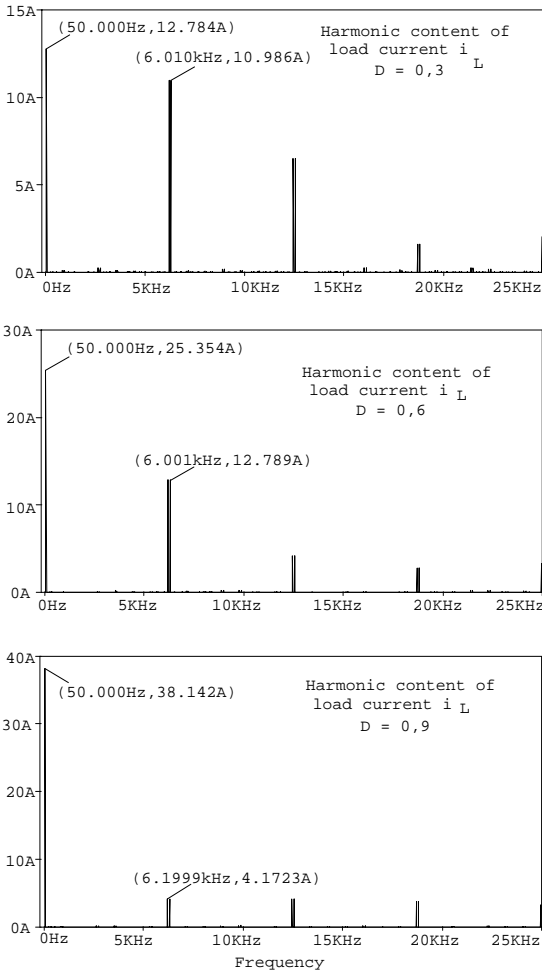 15A
(50.000Hz,12.784A)
Harmonic content of
load current i L
D = 0,3
(6.010kHz,10.986A)
10A
5A
0A
0Hz 5KHz 10KHz 15KHz 20KHz 25KHz
30A
(50.000Hz,25.354A)
Harmonic content of
load current i L
D = 0,6
20A
(6.001kHz,12.789A)
10A
0A
0Hz 5KHz 10KHz 15KHz 20KHz 25KHz
40A
(50.000Hz,38.142A)
Harmonic content of
load current i L
D = 0,9
30A
20A
10A
(6.1999kHz,4.1723A)
0A
0Hz 5KHz 10KHz 15KHz 20KHz 25KHz
Frequency